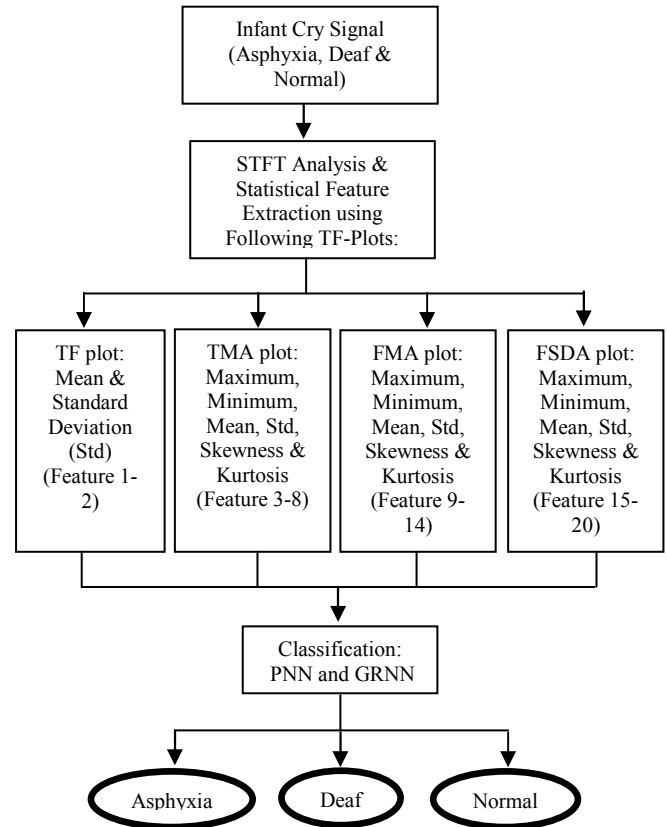 Infant Cry Signal
(Asphyxia, Deaf &
Normal)
STFT Analysis &
Statistical Feature
Extraction using
Following TF-Plots:
TF plot:
Mean &
Standard
Deviation
(Std)
(Feature 1-
2)
TMA plot:
Maximum,
Minimum,
Mean, Std,
Skewness &
Kurtosis
(Feature 3-8)
FMA plot:
Maximum,
Minimum,
Mean, Std,
Skewness
& Kurtosis
(Feature 9-
14)
FSDA plot:
Maximum,
Minimum,
Mean, Std,
Skewness
& Kurtosis
(Feature 15-
20)
Classification:
PNN and GRNN
Asphyxia
Deaf
Normal